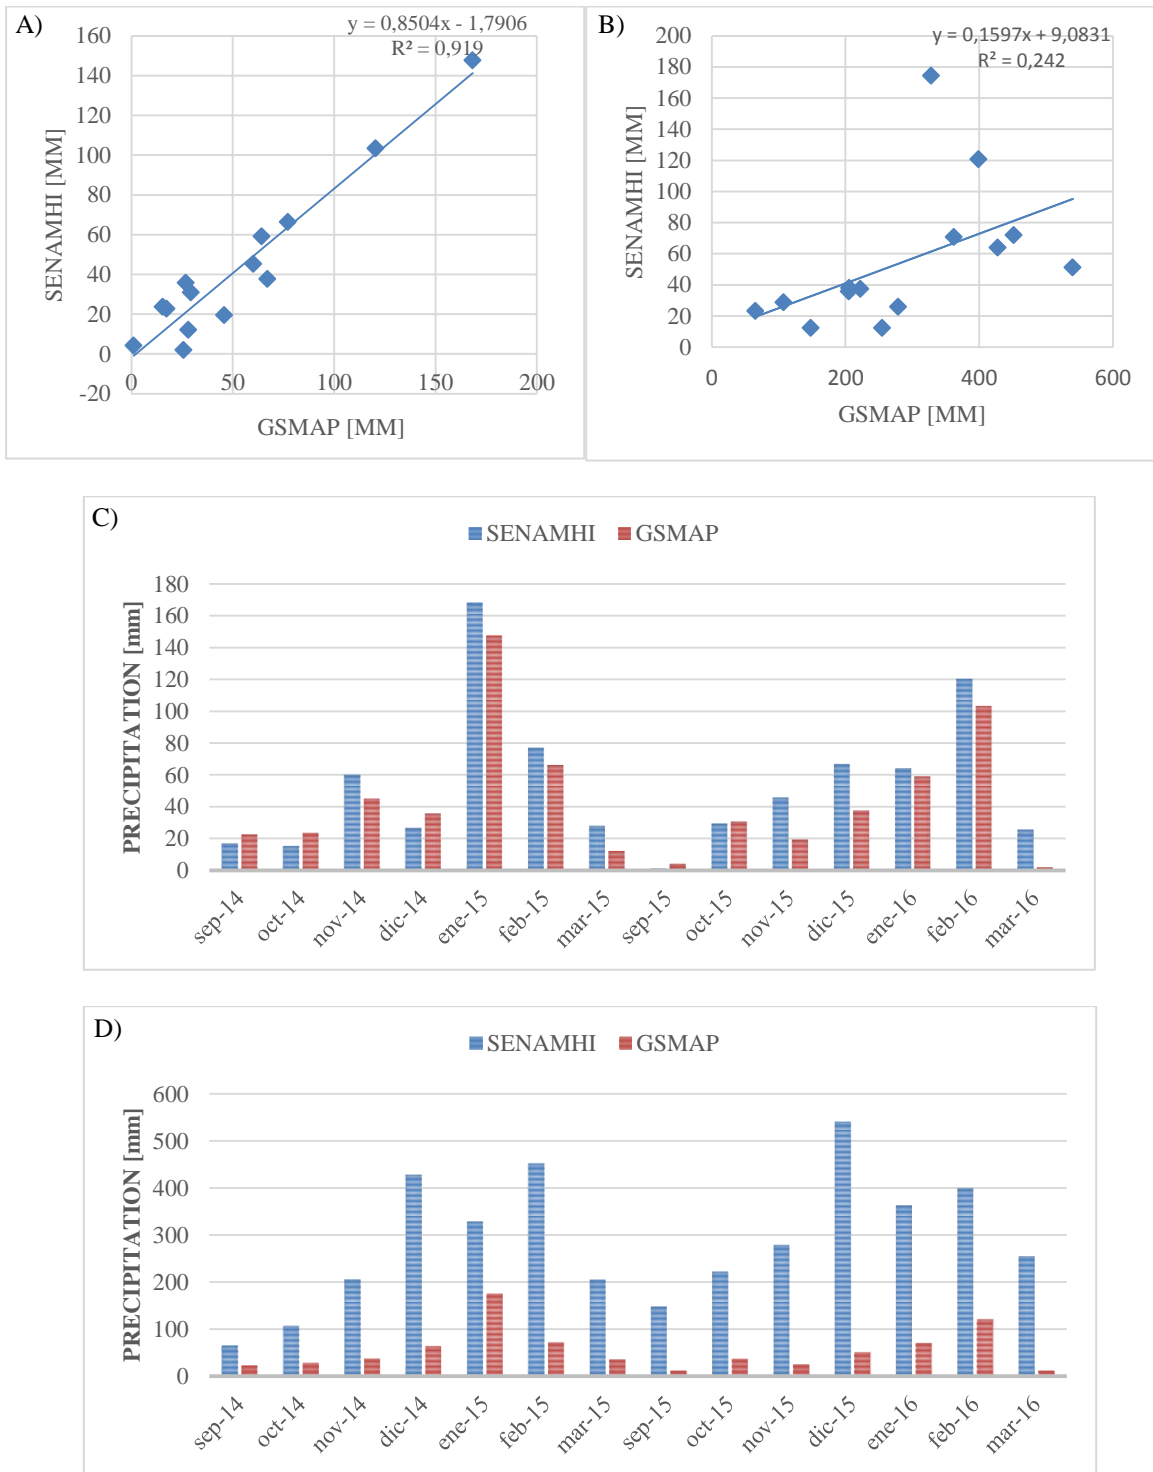 A)
y = 0,8504x - 1,7906
R² = 0,919
160
140
120
100
80
60
40
20
0
-20
0 50 100 150 200
SENAMHI [MM]
GSMAP [MM]
B)
y = 0,1597x + 9,0831
R² = 0,242
200
180
160
140
120
100
80
60
40
20
0
0 200 400 600
SENAMHI [MM]
GSMAP [MM]
C)
SENAMHI GSMAP
180
160
140
120
100
80
60
40
20
0
PRECIPITATION [mm]
sep-14 oct-14 nov-14 dic-14 ene-15 feb-15 mar-15 sep-15 oct-15 nov-15 dic-15 ene-16 feb-16 mar-16
D)
SENAMHI GSMAP
600
500
400
300
200
100
0
PRECIPITATION [mm]
sep-14 oct-14 nov-14 dic-14 ene-15 feb-15 mar-15 sep-15 oct-15 nov-15 dic-15 ene-16 feb-16 mar-16